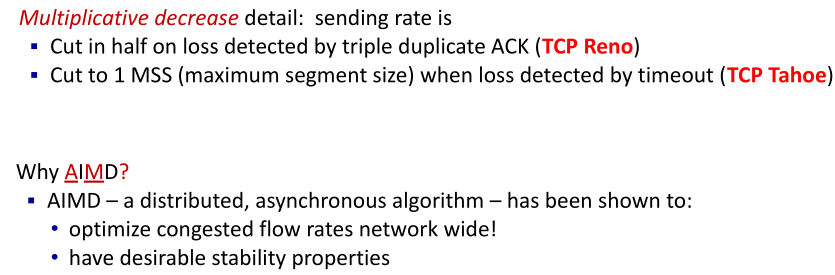 Multiplicative decrease detail: sending rate is
▪ Cut in half on loss detected by triple duplicate ACK (TCP Reno)
▪ Cut to 1 MSS (maximum segment size) when loss detected by timeout (TCP Tahoe)
Why AIMD?
▪ AIMD – a distributed, asynchronous algorithm – has been shown to:
• optimize congested flow rates network wide!
• have desirable stability properties